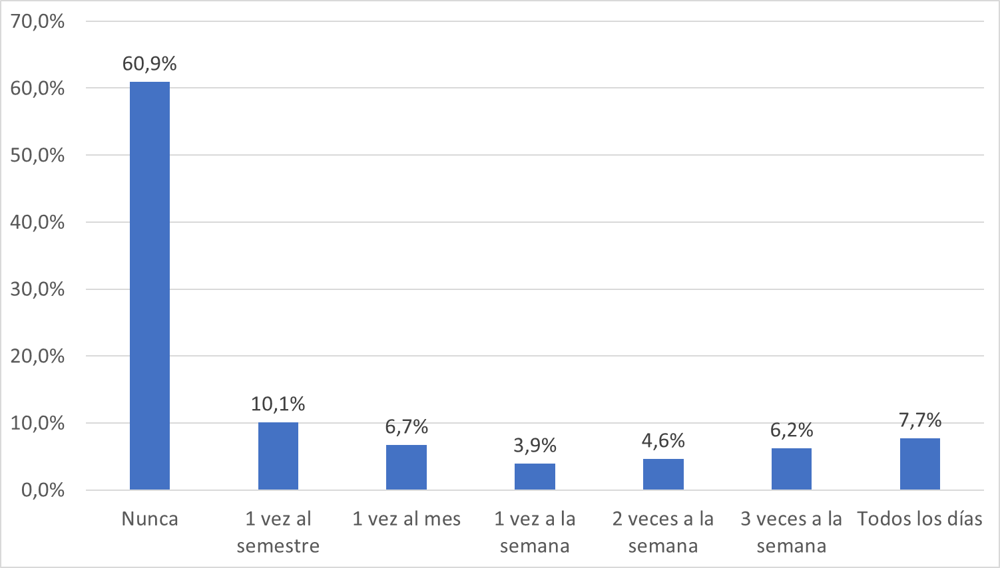 70,0%
60,0%
50,0%
40,0%
30,0%
20,0%
10,0%
0,0%
60,9%
10,1%
6,7%
3,9%
4,6%
6,2%
7,7%
Nunca
1 vez al
semestre
1 vez al mes
1 vez a la
semana
2 veces a la
semana
3 veces a la
semana
Todos los días